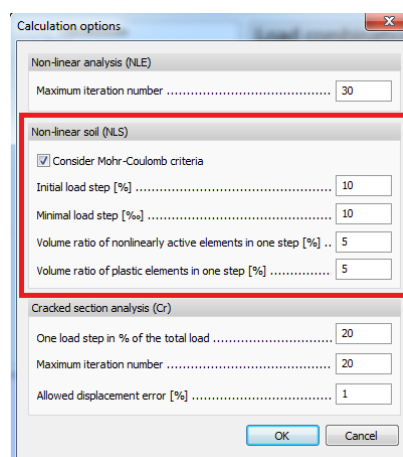 Calculation options
Non-linear analysis (NLE)
Maximum iteration number ........................................ 30
Non-linear soil (NLS)
Consider Mohr-Coulomb criteria
Initial load step [%] ................................................ 10
Minimal load step [‰] ............................................. 10
Volume ratio of nonlinearly active elements in one step [%] .. 5
Volume ratio of plastic elements in one step [%] ............... 5
Cracked section analysis (Cr)
One load step in % of the total load ............................. 20
Maximum iteration number ........................................ 20
Allowed displacement error [%] .................................. 1
OK Cancel